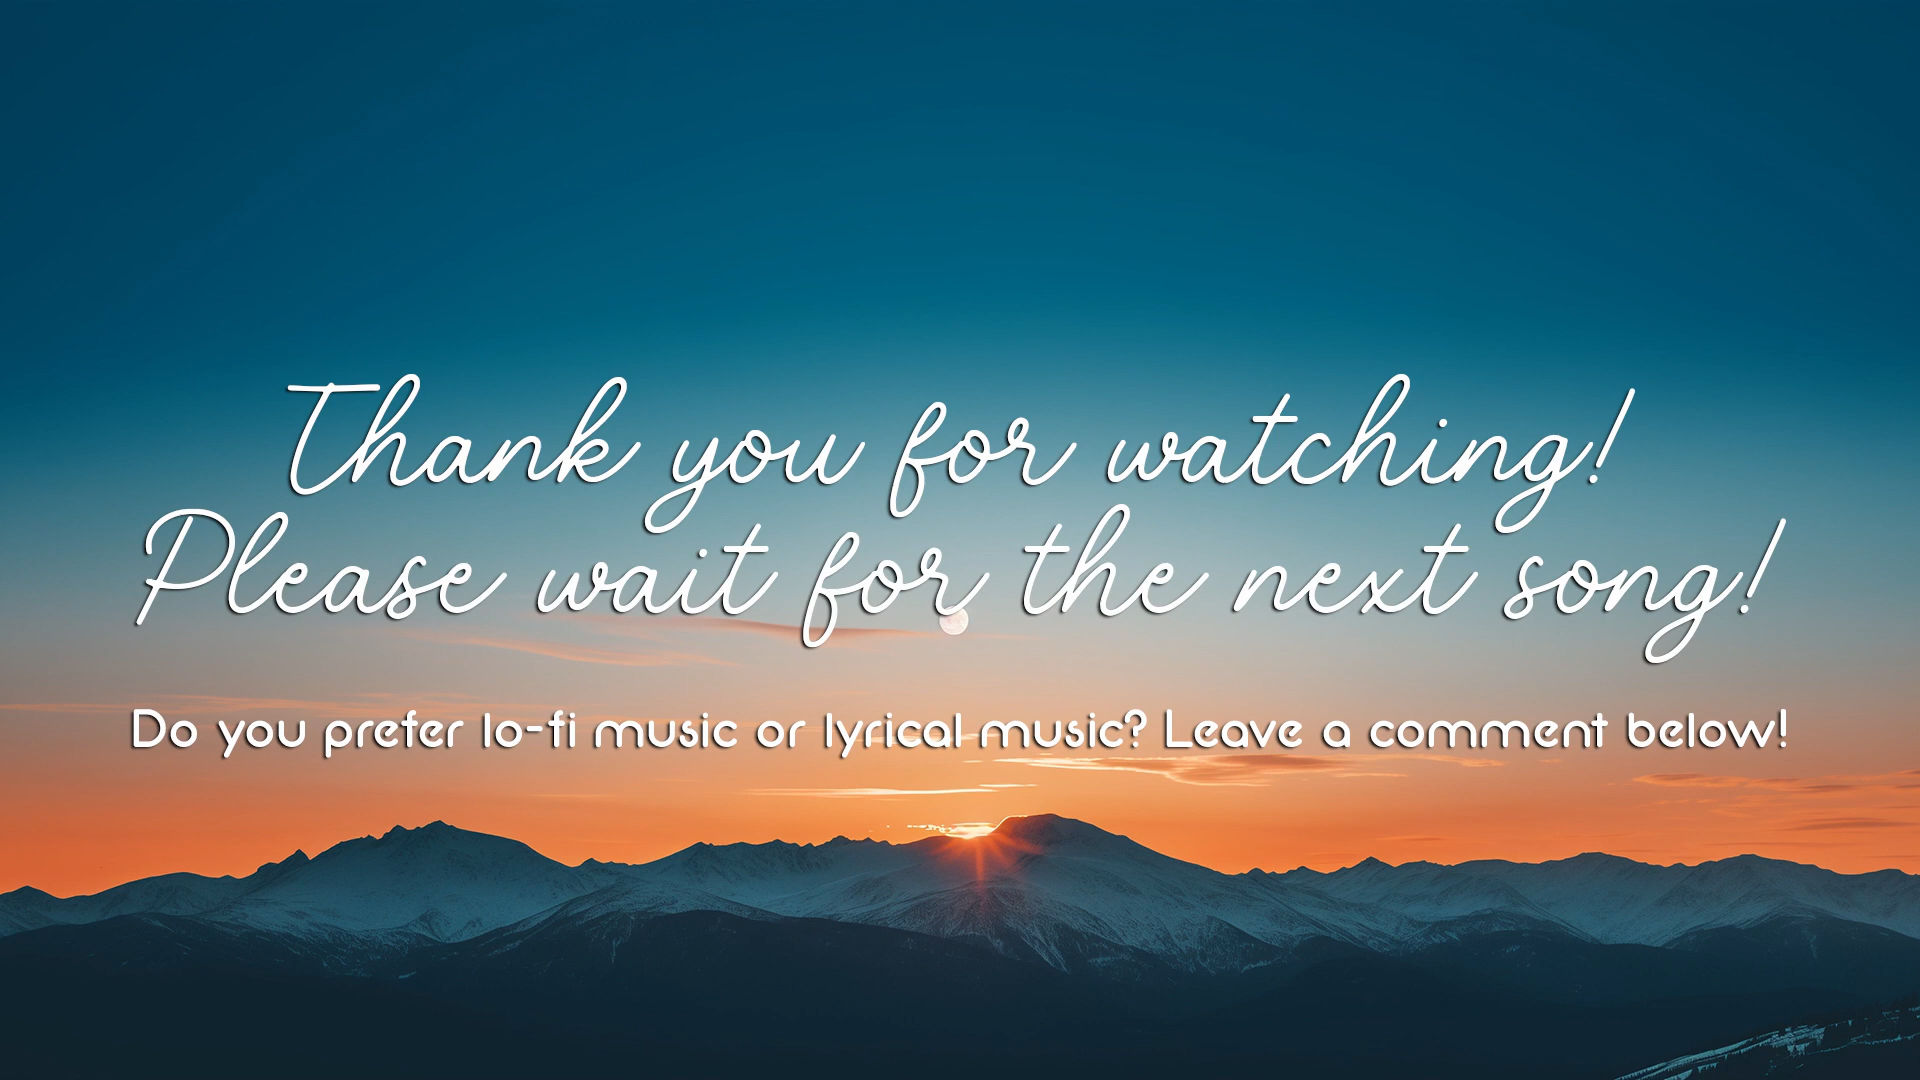 Thank you for watching!
Please wait for the next song!
Do you prefer lo-fi music or lyrical music? Leave a comment below!